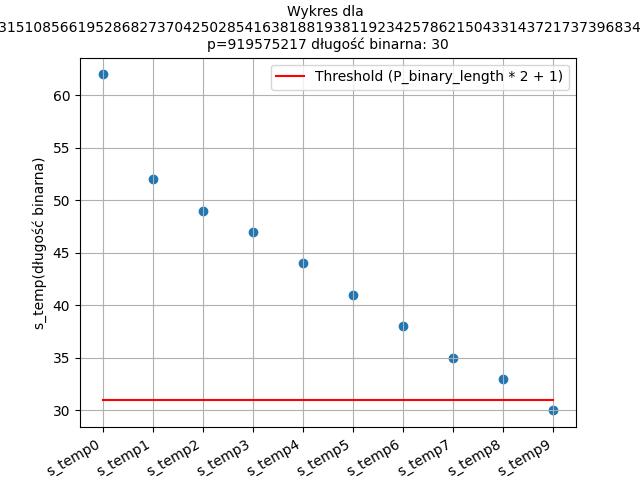 Wykres dla
3151085661952868273704250285416381881938119234257862150433143721737396834
p=919575217 długość binarna: 30
Threshold (P_binary_length * 2 + 1)
s_temp(długość binarna)
60
55
50
45
40
35
30
s_temp0
s_temp1
s_temp2
s_temp3
s_temp4
s_temp5
s_temp6
s_temp7
s_temp8
s_temp9